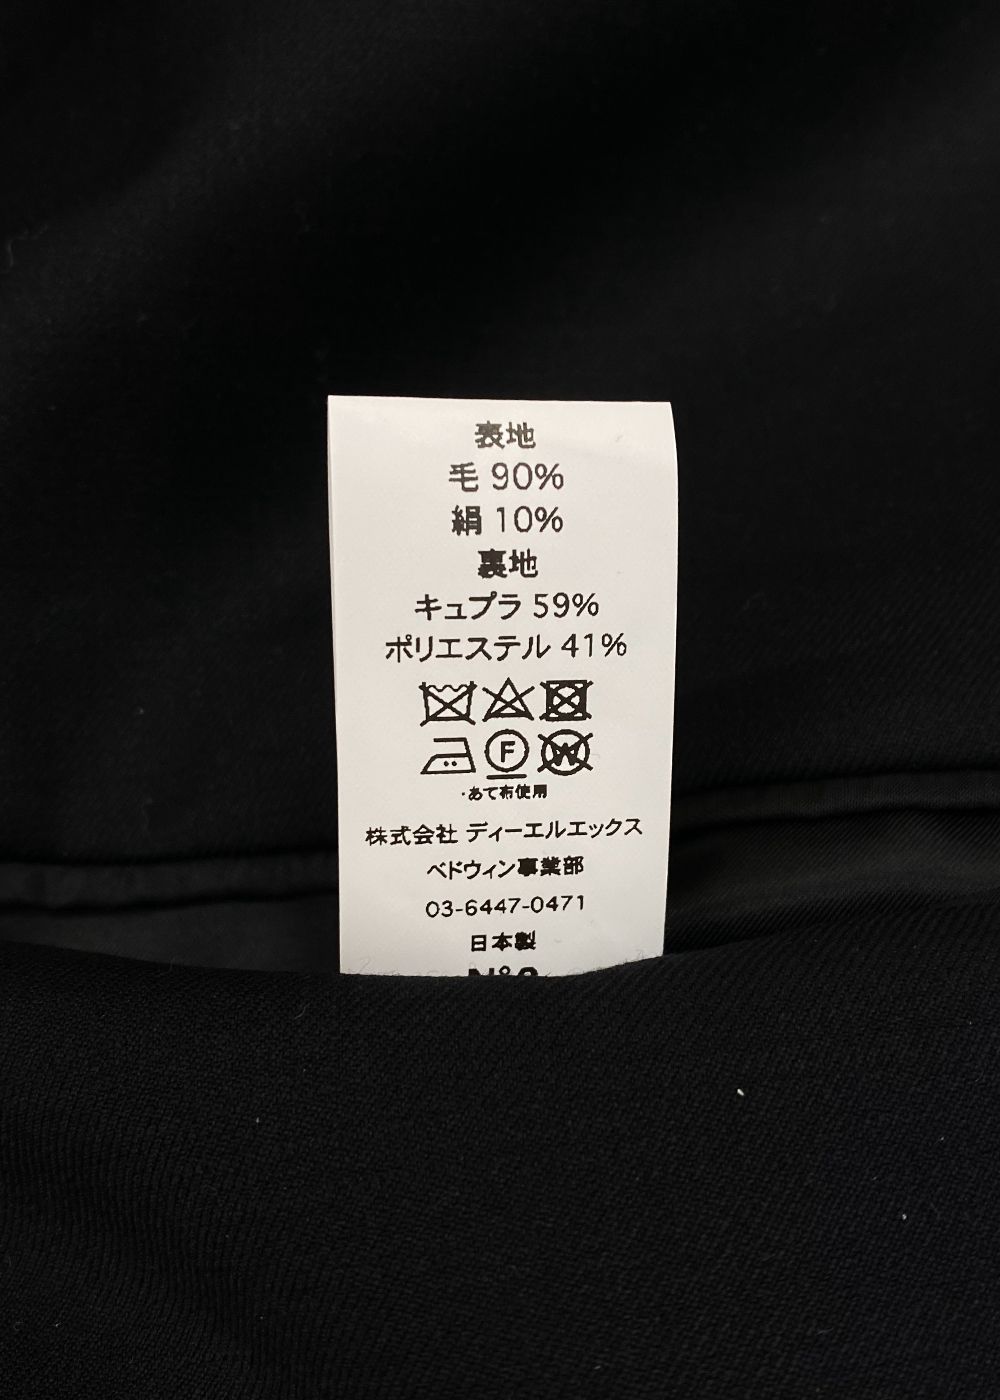 表地
毛 90%
絹 10%
裏地
キュプラ 59%
ポリエステル 41%
F
W
・あて布使用
株式会社 ディーエルエックス
ベドウィン事業部
03-6447-0471
日本製